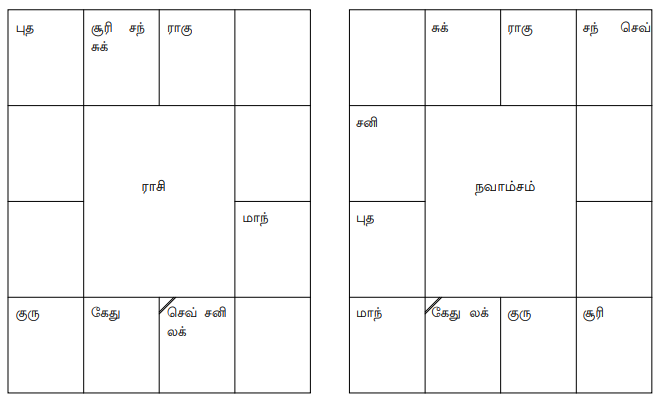 புத
சூரி சந்
சுக்
ராகு
ராசி
மாந்
குரு
கேது
செவ் சனி
லக்
சுக்
ராகு
சந் செவ்
சனி
நவாம்சம்
புத
மாந்
கேது லக்
குரு
சூரி